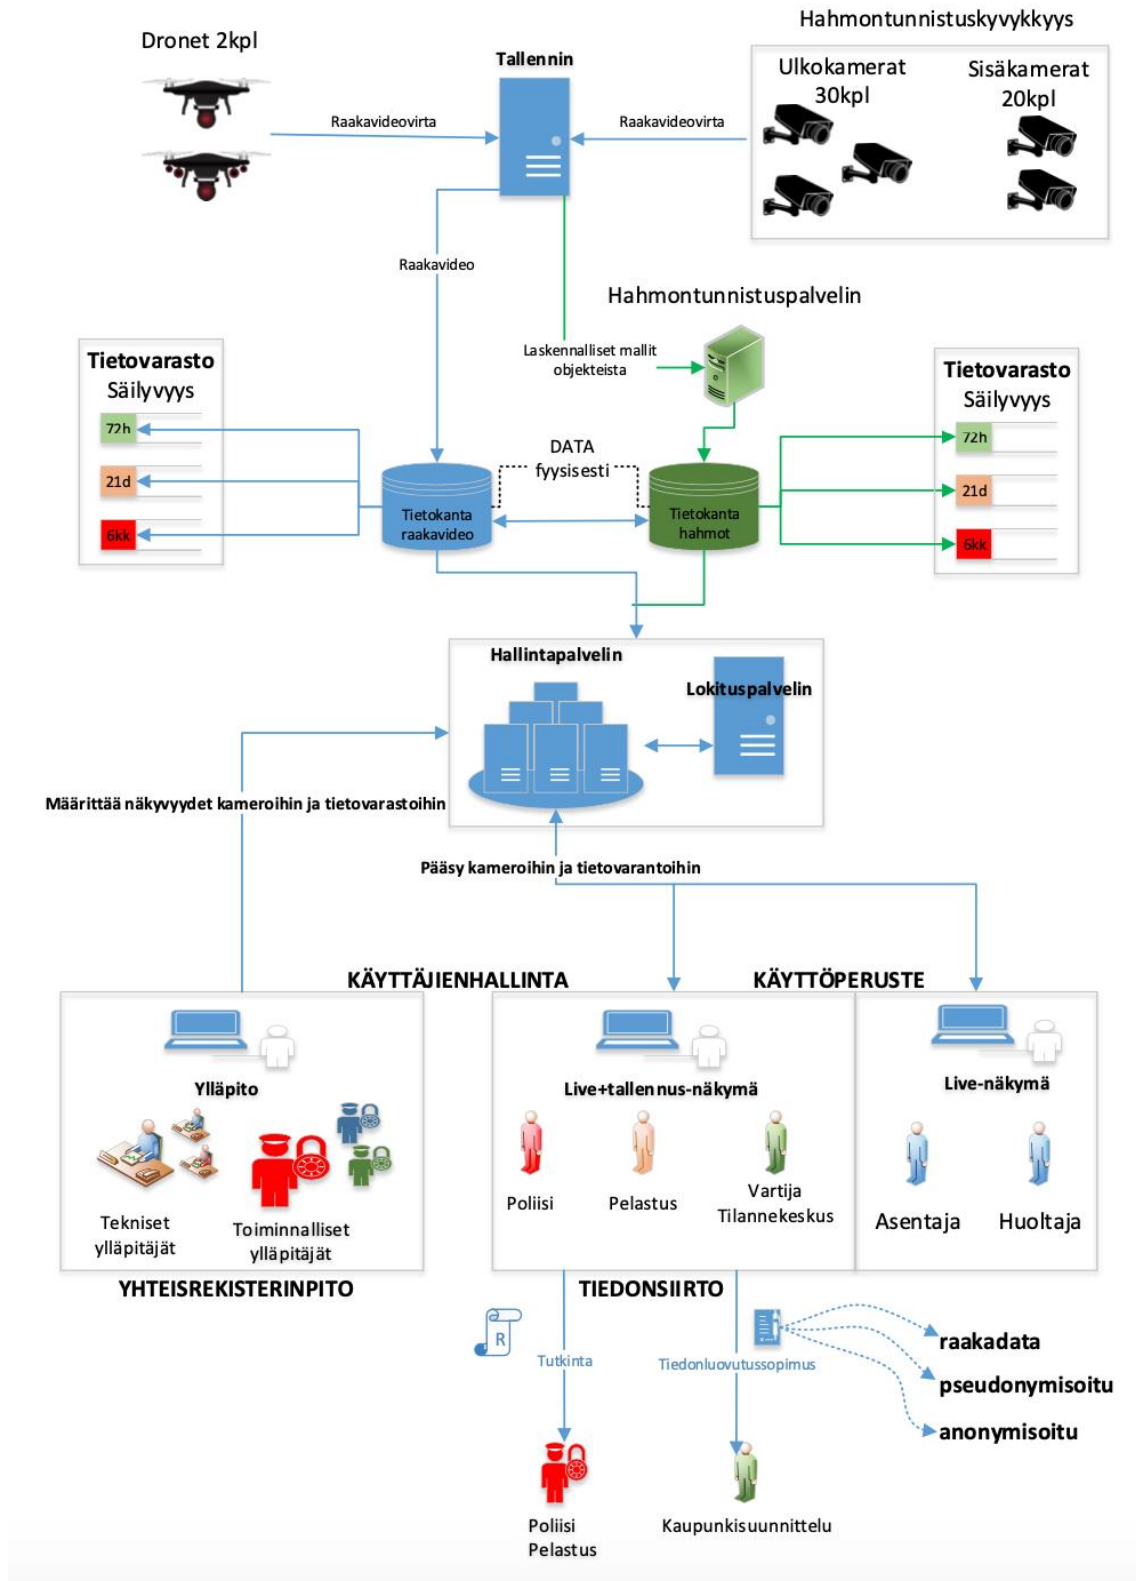 Hahmontunnistuskyvykkyys
Dronet 2kpl
Tallennin
Ulkokamerat
30kpl
Sisäkamerat
20kpl
Raakavideovirta
Raakavideovirta
Raakavideo
Hahmontunnistuspalvelin
Laskennalliset mallit
objekteista
Tietovarasto
Säilyvyys
72h
21d
6kk
DATA
fyysisesti
Tietokanta
raakavideo
Tietokanta
hahmot
Tietovarasto
Säilyvyys
72h
21d
6kk
Hallintapalvelin
Lokituspalvelin
Määrittää näkyvyydet kameroihin ja tietovarastoihin
Pääsy kameroihin ja tietovarantoihin
KÄYTTÄJIENHALLINTA
KÄYTTÖPERUSTE
Ylläpito
Tekniset
ylläpitäjät
Toiminnalliset
ylläpitäjät
Live+tallennus-näkymä
Poliisi
Pelastus
Vartija
Tilannekeskus
Live-näkymä
Asentaja
Huoltaja
YHTEISREKISTERINPITO
TIEDONSIIRTO
R
Tutkinta
Tiedonluovutussopimus
raakadata
pseudonymisoitu
anonymisoitu
Poliisi
Pelastus
Kaupunkisuunnittelu